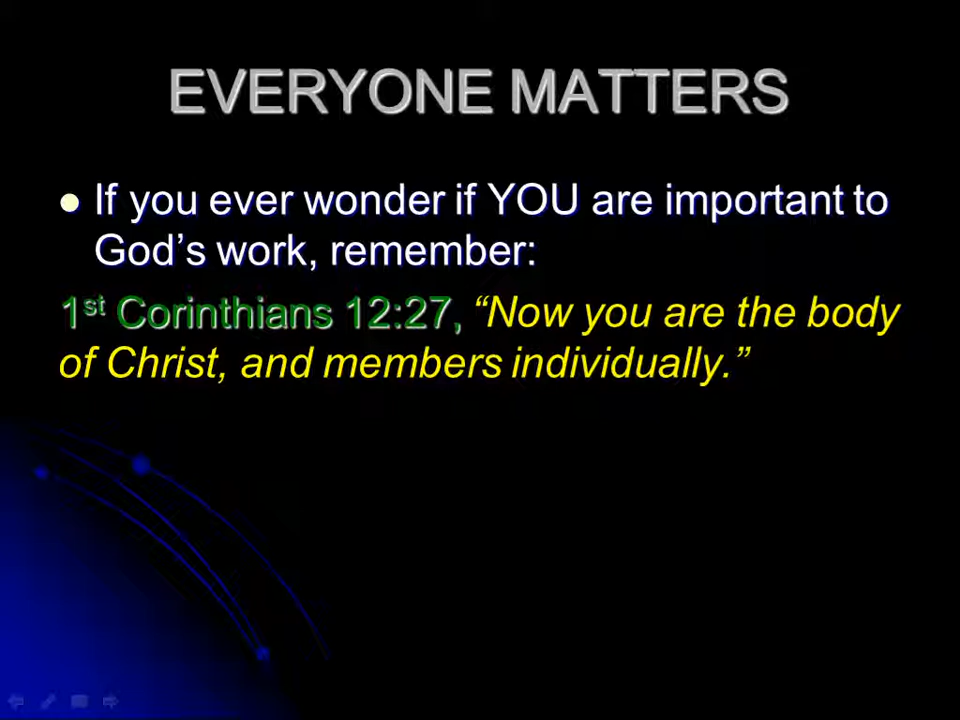 EVERYONE MATTERS
If you ever wonder if YOU are important to
God’s work, remember:
1st Corinthians 12:27, “Now you are the body
of Christ, and members individually.”